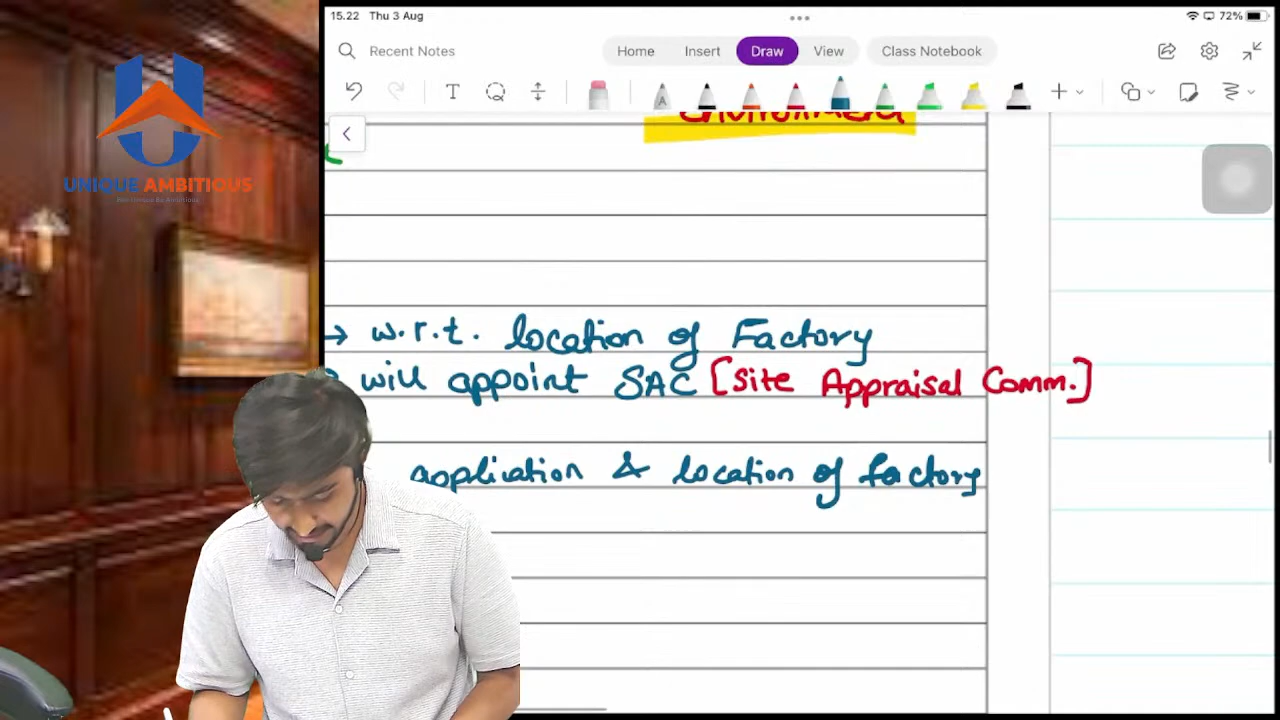 15.22 Thu 3 Aug
72%
Recent Notes
Home Insert Draw View Class Notebook
T
A
environment
→ w.r.t. location of Factory
will appoint SAC [Site Appraisal Comm.]
application & location of factory
UNIQUE AMBITIOUS